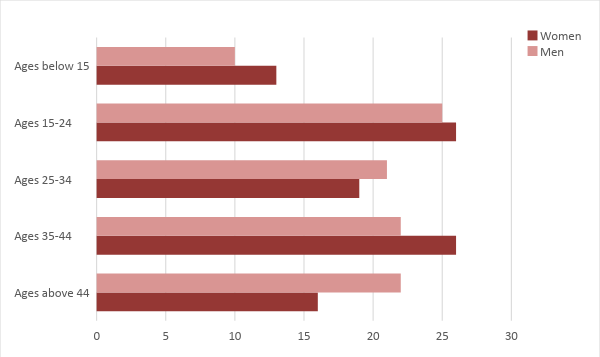 Women
Men
Ages below 15
Ages 15-24
Ages 25-34
Ages 35-44
Ages above 44
0 5 10 15 20 25 30